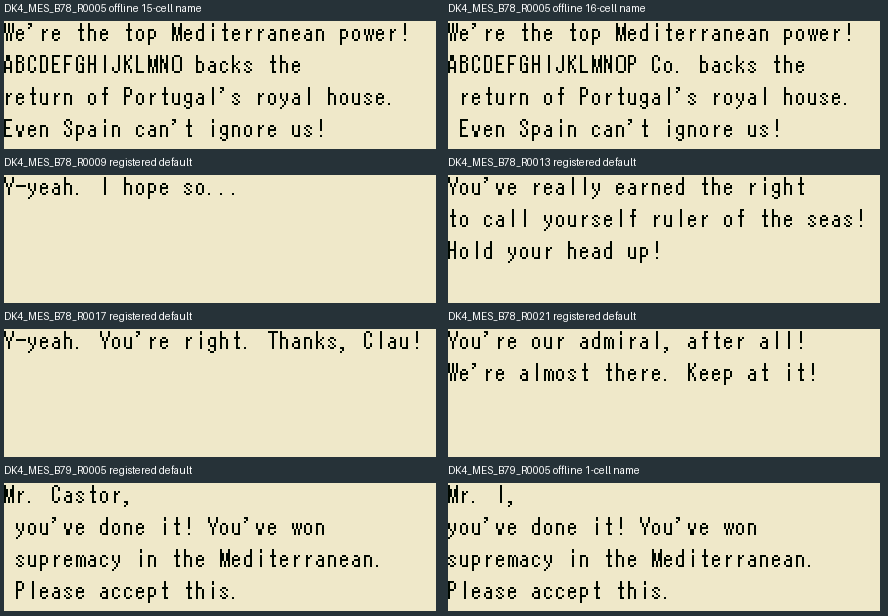 DK4_MES_B78_R0005 offline 15-cell name
We're the top Mediterranean power!
ABCDEFGHIJKLMNO backs the
return of Portugal's royal house.
Even Spain can't ignore us!
DK4_MES_B78_R0005 offline 16-cell name
We're the top Mediterranean power!
ABCDEFGHIJKLMNOP Co. backs the
return of Portugal's royal house.
Even Spain can't ignore us!
DK4_MES_B78_R0009 registered default
Y-yeah. I hope so...
DK4_MES_B78_R0013 registered default
You've really earned the right
to call yourself ruler of the seas!
Hold your head up!
DK4_MES_B78_R0017 registered default
Y-yeah. You're right. Thanks, Clau!
DK4_MES_B78_R0021 registered default
You're our admiral, after all!
We're almost there. Keep at it!
DK4_MES_B79_R0005 registered default
Mr. Castor,
you've done it! You've won
supremacy in the Mediterranean.
Please accept this.
DK4_MES_B79_R0005 offline 1-cell name
Mr. I,
you've done it! You've won
supremacy in the Mediterranean.
Please accept this.